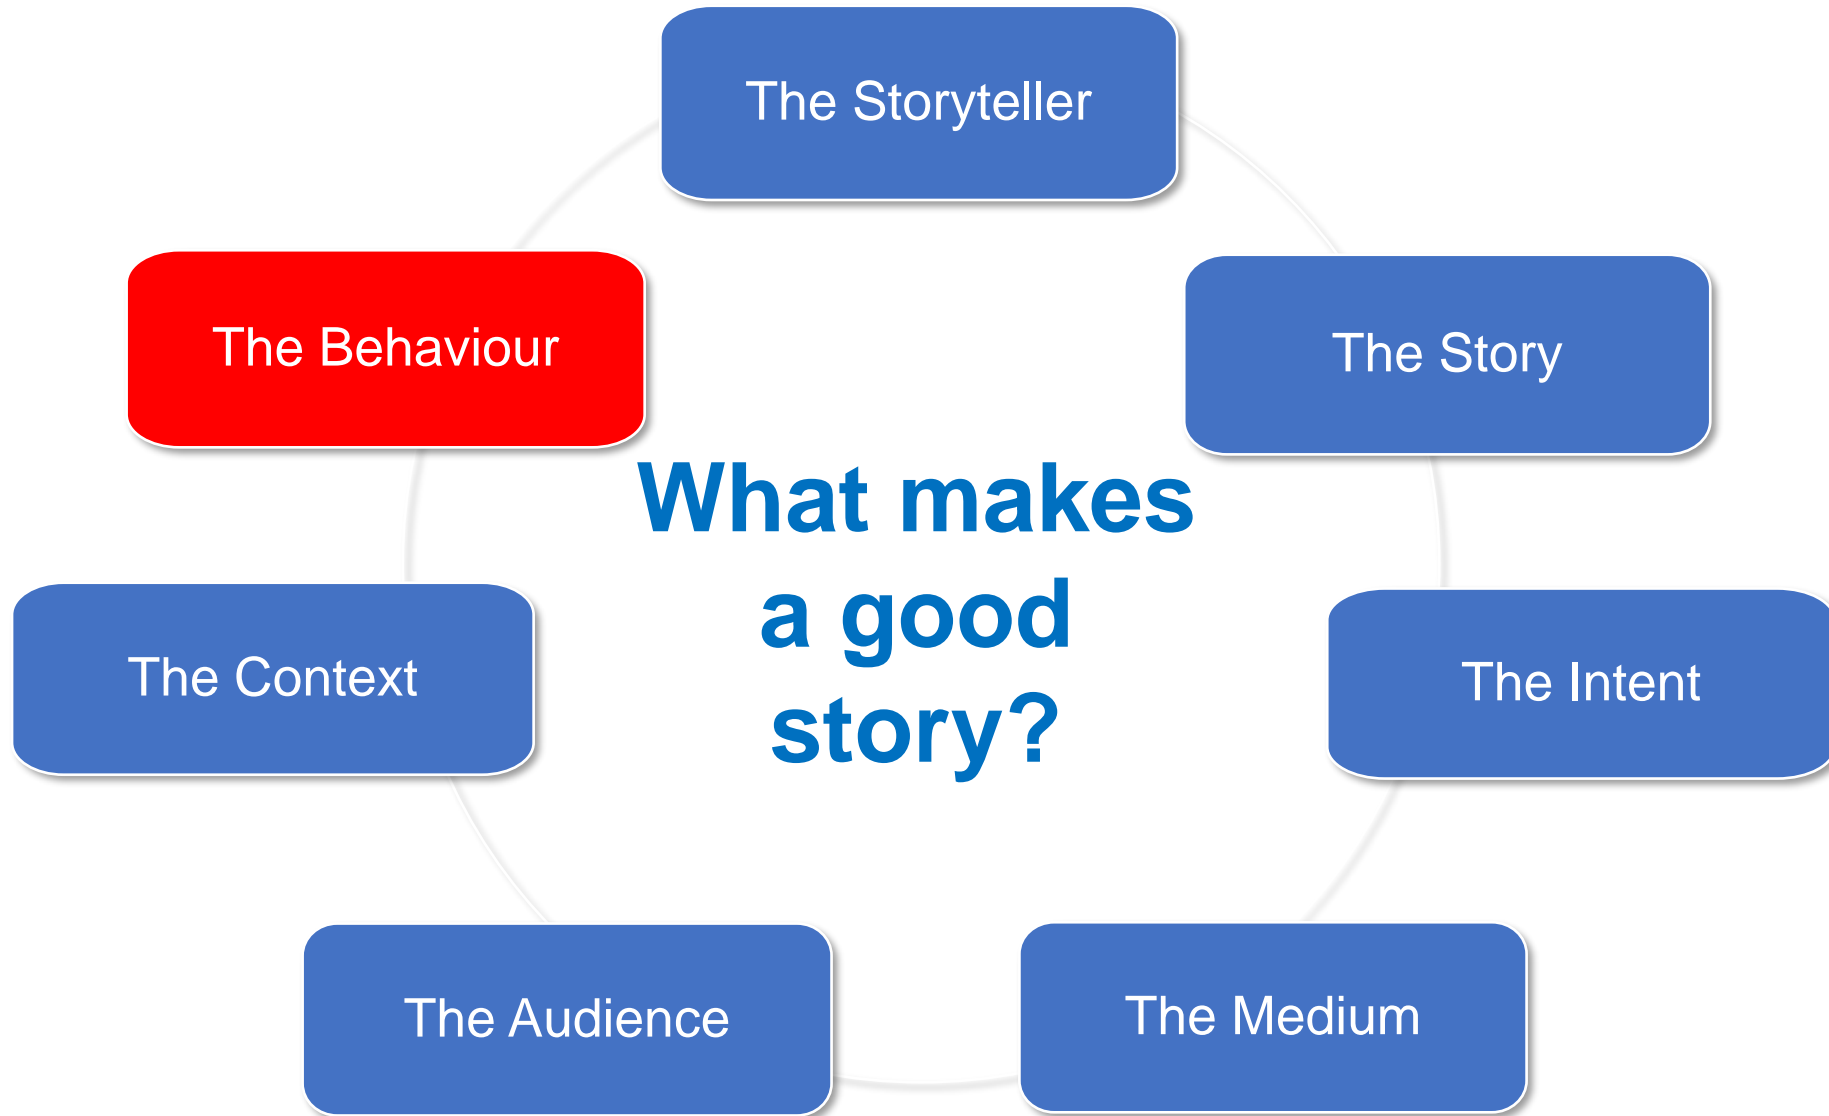 The Storyteller
The Behaviour
The Story
What makes
a good
story?
The Context
The Intent
The Audience
The Medium